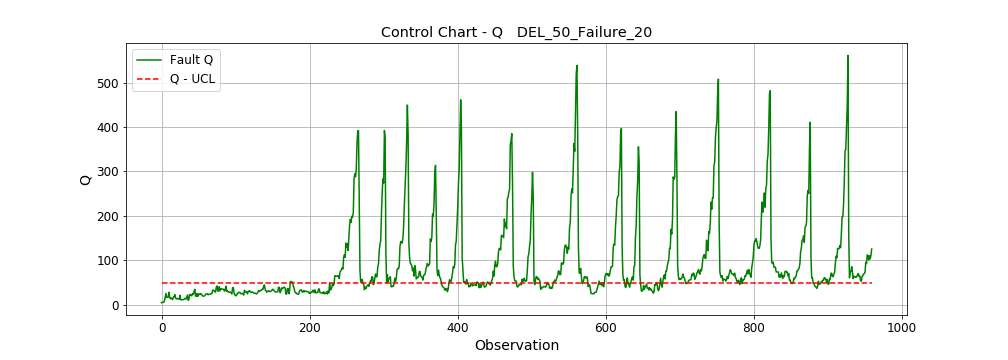 Control Chart - Q   DEL_50_Failure_20
Fault Q
Q - UCL
500
400
300
200
100
0
Q
0 200 400 600 800 1000
Observation